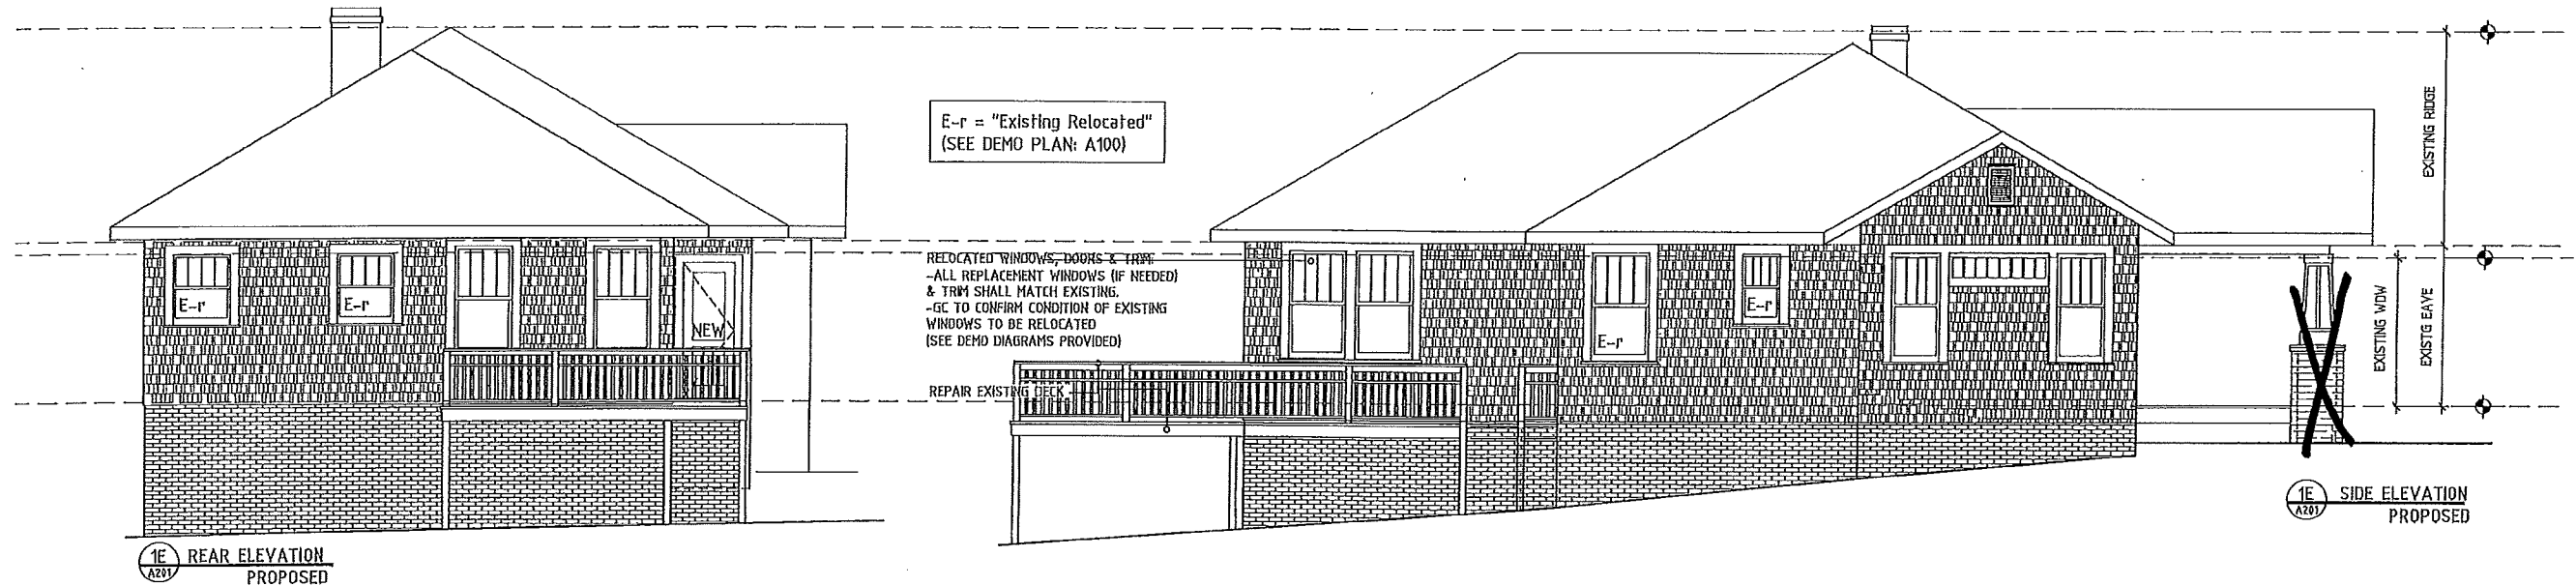 E-r = "Existing Relocated"
(SEE DEMO PLAN: A100)
RELOCATED WINDOWS, DOORS & TRIM
-ALL REPLACEMENT WINDOWS (IF NEEDED)
& TRIM SHALL MATCH EXISTING.
-GC TO CONFIRM CONDITION OF EXISTING
WINDOWS TO BE RELOCATED
(SEE DEMO DIAGRAMS PROVIDED)
REPAIR EXISTING DECK
E-r
E-r
NEW
E-r
E-r
EXISTING RIDGE
EXISTING WDW
EXISTG EAVE
1E
A201
REAR ELEVATION
PROPOSED
1E
A201
SIDE ELEVATION
PROPOSED